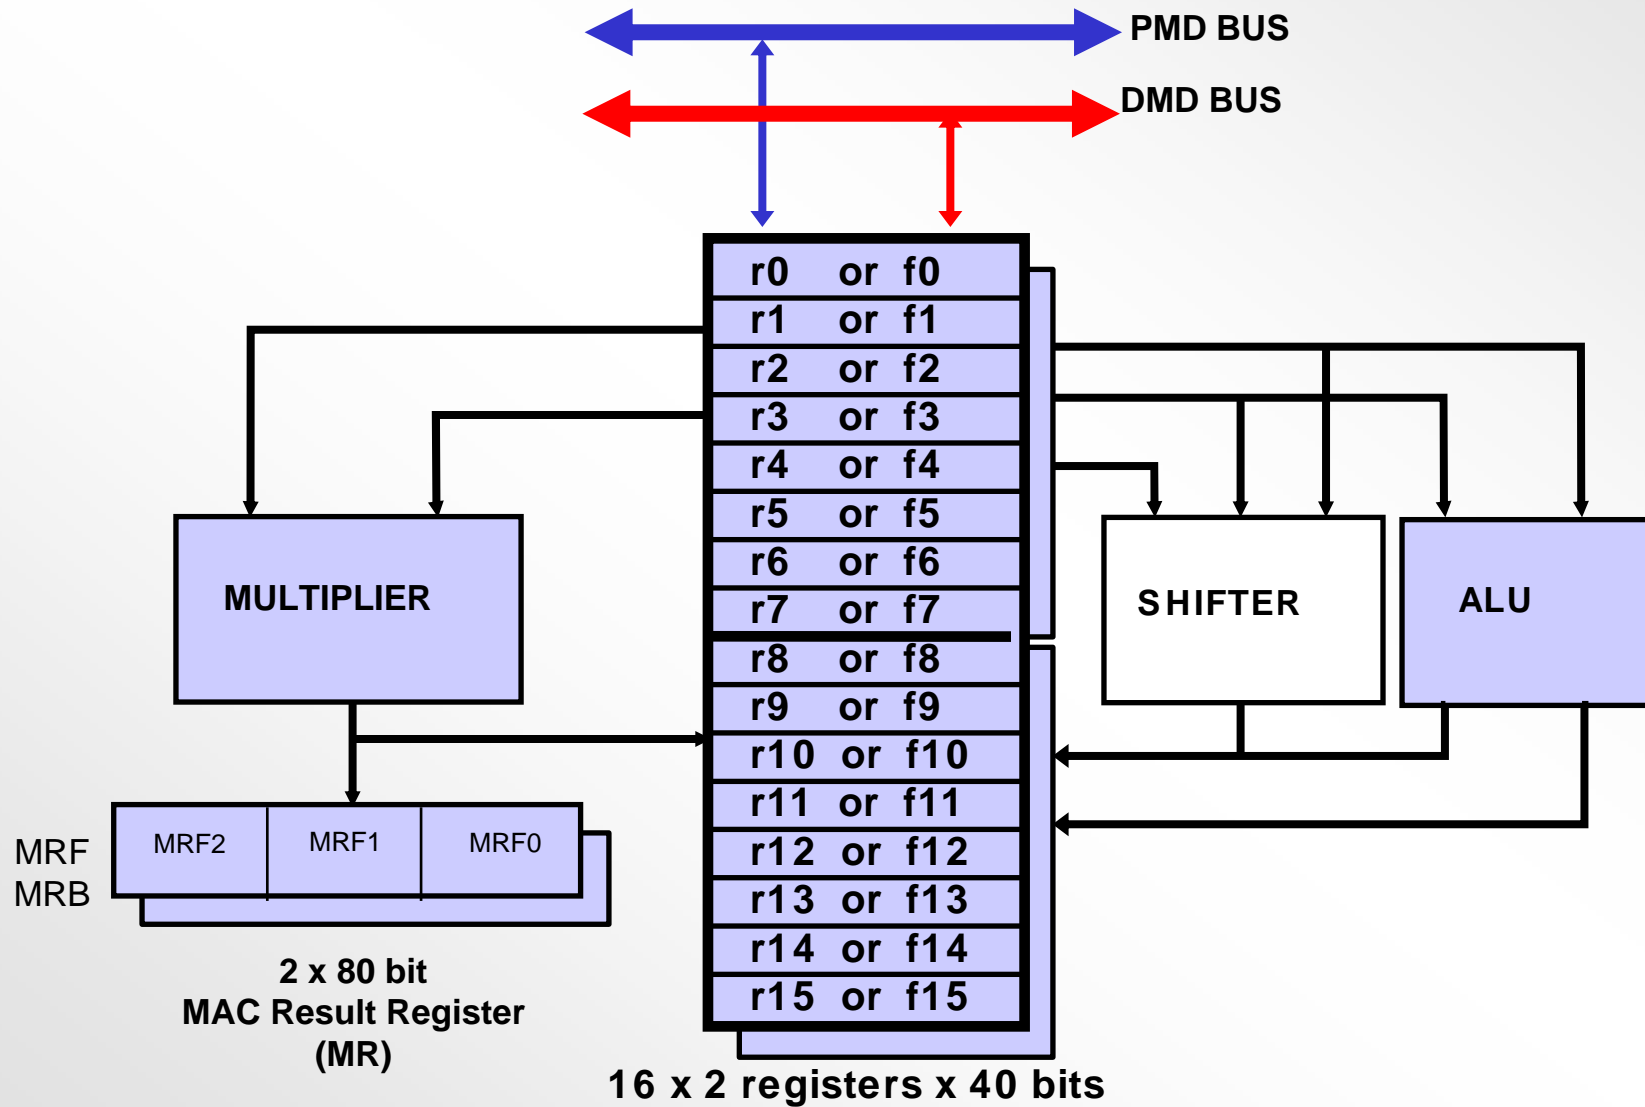 PMD BUS
DMD BUS
r0 or f0
r1 or f1
r2 or f2
r3 or f3
r4 or f4
r5 or f5
r6 or f6
r7 or f7
r8 or f8
r9 or f9
r10 or f10
r11 or f11
r12 or f12
r13 or f13
r14 or f14
r15 or f15
MULTIPLIER
SHIFTER
ALU
MRF
MRB
MRF2 MRF1 MRF0
2 x 80 bit
MAC Result Register
(MR)
16 x 2 registers x 40 bits